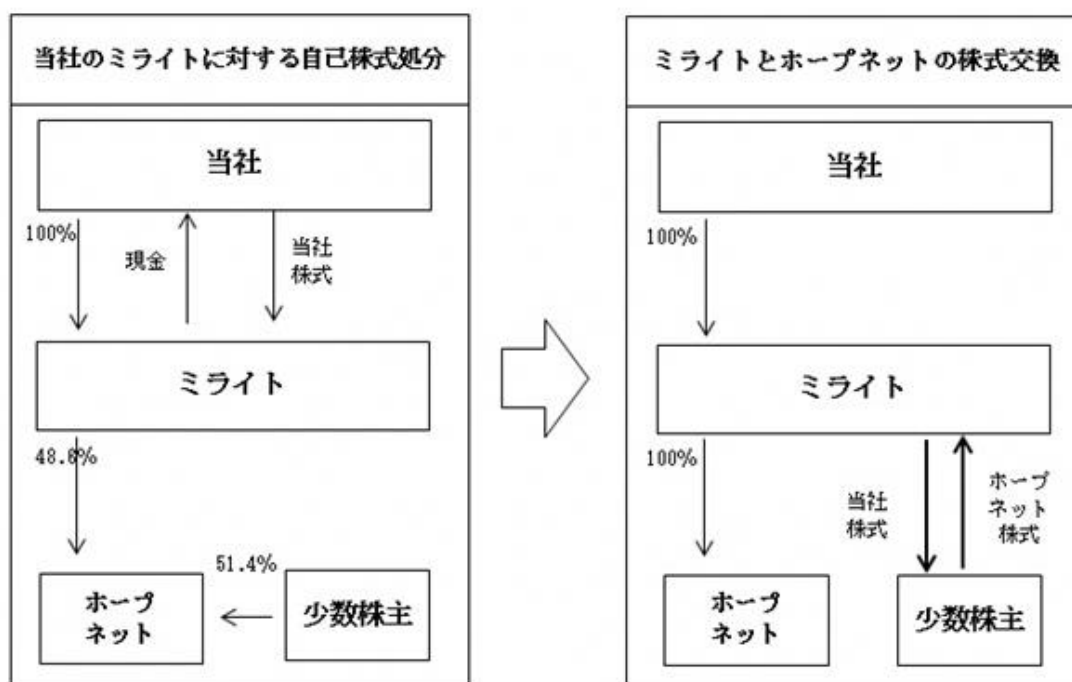 当社のミライトに対する自己株式処分
当社
100%
現金
当社
株式
ミライト
48.6%
51.4%
ホープ
ネット
少数株主
ミライトとホープネットの株式交換
当社
100%
ミライト
100%
当社
株式
ホープ
ネット
株式
ホープ
ネット
少数株主